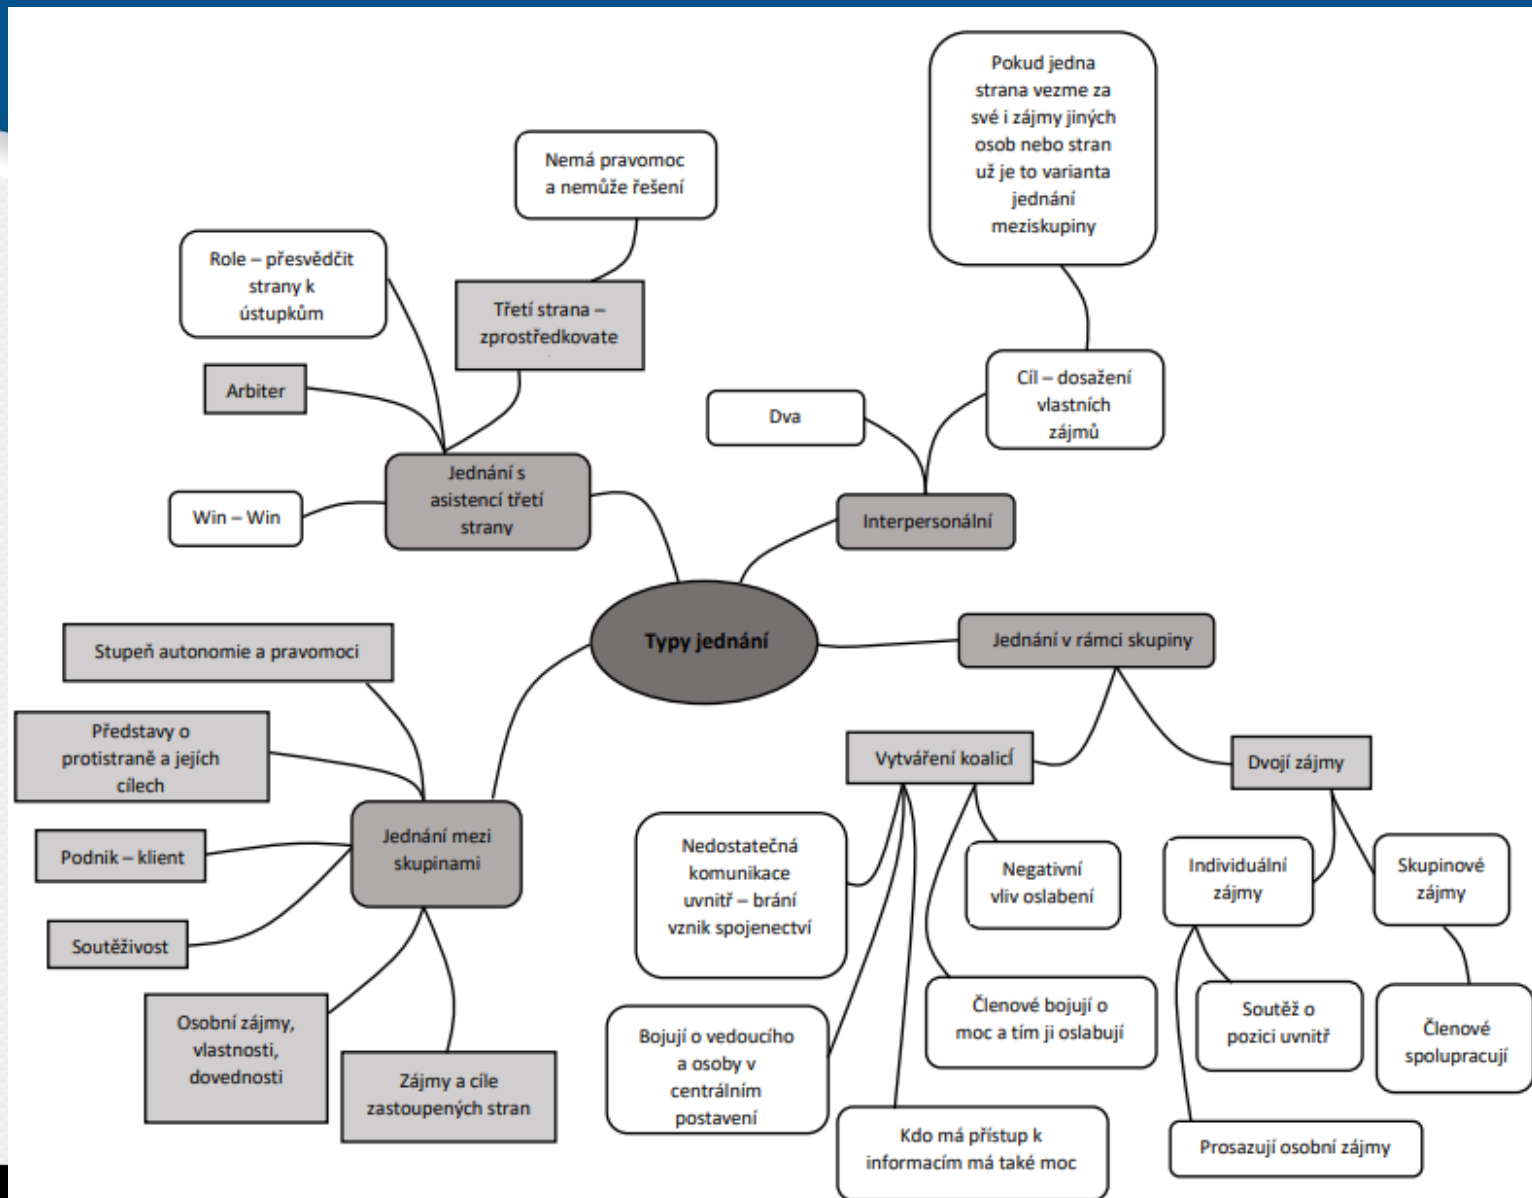 Pokud jedna
strana vezme za
své i zájmy jiných
osob nebo stran
už je to varianta
jednání
meziskupiny
Nemá pravomoc
a nemůže řešení
Role – přesvědčit
strany k
ústupkům
Třetí strana –
zprostředkovate
Arbiter
Cíl – dosažení
vlastních
zájmů
Dva
Jednání s
asistencí třetí
strany
Win – Win
Interpersonální
Typy jednání
Stupeň autonomie a pravomoci
Jednání v rámci skupiny
Představy o
protistraně a jejích
cílech
Vytváření koalicí
Dvojí zájmy
Jednání mezi
skupinami
Podnik – klient
Nedostatečná
komunikace
uvnitř – brání
vznik spojenectví
Negativní
vliv oslabení
Individuální
zájmy
Skupinové
zájmy
Soutěživost
Osobní zájmy,
vlastnosti,
dovednosti
Zájmy a cíle
zastoupených stran
Bojují o vedoucího
a osoby v
centrálním
postavení
Členové bojují o
moc a tím ji oslabují
Soutěž o
pozici uvnitř
Členové
spolupracují
Kdo má přístup k
informacím má také moc
Prosazují osobní zájmy